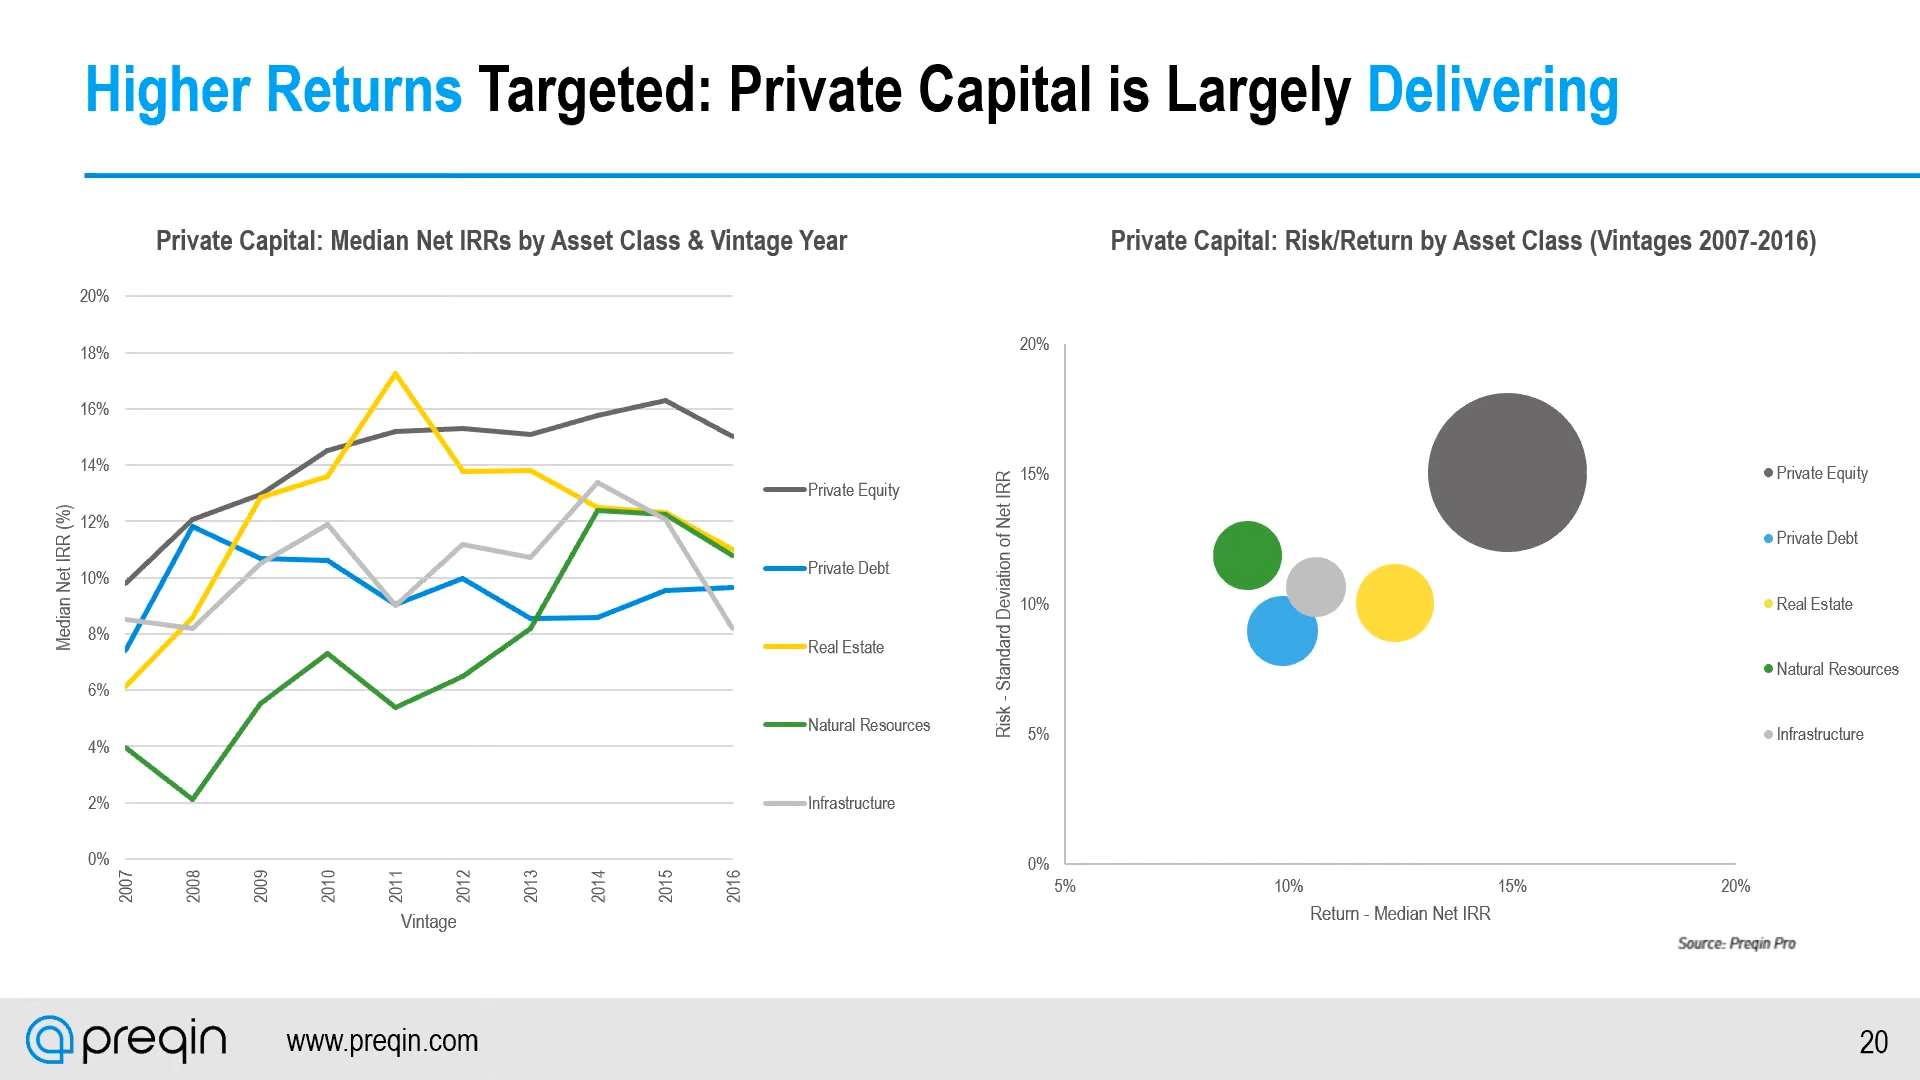 Higher Returns Targeted: Private Capital is Largely Delivering
Private Capital: Median Net IRRs by Asset Class & Vintage Year
Median Net IRR (%)
20%
18%
16%
14%
12%
10%
8%
6%
4%
2%
0%
2007
2008
2009
2010
2011
2012
2013
2014
2015
2016
Vintage
Private Equity
Private Debt
Real Estate
Natural Resources
Infrastructure
Private Capital: Risk/Return by Asset Class (Vintages 2007-2016)
Risk - Standard Deviation of Net IRR
20%
15%
10%
5%
0%
5%
10%
15%
20%
Return - Median Net IRR
Private Equity
Private Debt
Real Estate
Natural Resources
Infrastructure
Source: Preqin Pro
preqin
www.preqin.com
20